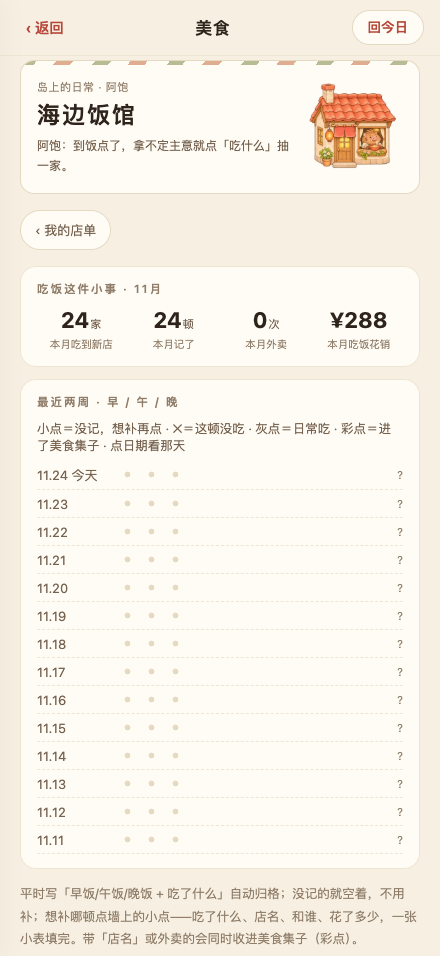 ‹ 返回
美食
回今日
岛上的日常 · 阿饱
海边饭馆
阿饱：到饭点了，拿不定主意就点「吃什么」抽
一家。
‹ 我的店单
吃饭这件小事 · 11月
24家 24顿 0次 ¥288
本月吃到新店 本月记了 本月外卖 本月吃饭花销
最近两周 · 早 / 午 / 晚
小点＝没记，想补再点 · ✕＝这顿没吃 · 灰点＝日常吃 · 彩点＝进
了美食集子 · 点日期看那天
11.24 今天 ?
11.23 ?
11.22 ?
11.21 ?
11.20 ?
11.19 ?
11.18 ?
11.17 ?
11.16 ?
11.15 ?
11.14 ?
11.13 ?
11.12 ?
11.11 ?
平时写「早饭/午饭/晚饭 + 吃了什么」自动归格；没记的就空着，不用
补；想补哪顿点墙上的小点——吃了什么、店名、和谁、花了多少，一张
小表填完。带「店名」或外卖的会同时收进美食集子（彩点）。